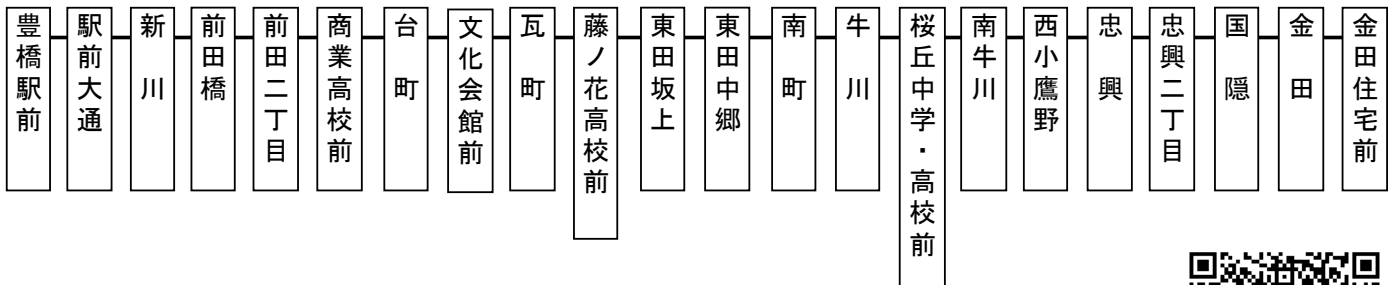 豊橋駅前
駅前大通
新川
前田橋
前田二丁目
商業高校前
台町
文化会館前
瓦町
藤ノ花高校前
東田坂上
東田中郷
南町
牛川
桜丘中学・高校前
南牛川
西小鷹野
忠興
忠興二丁目
国隠
金田
金田住宅前